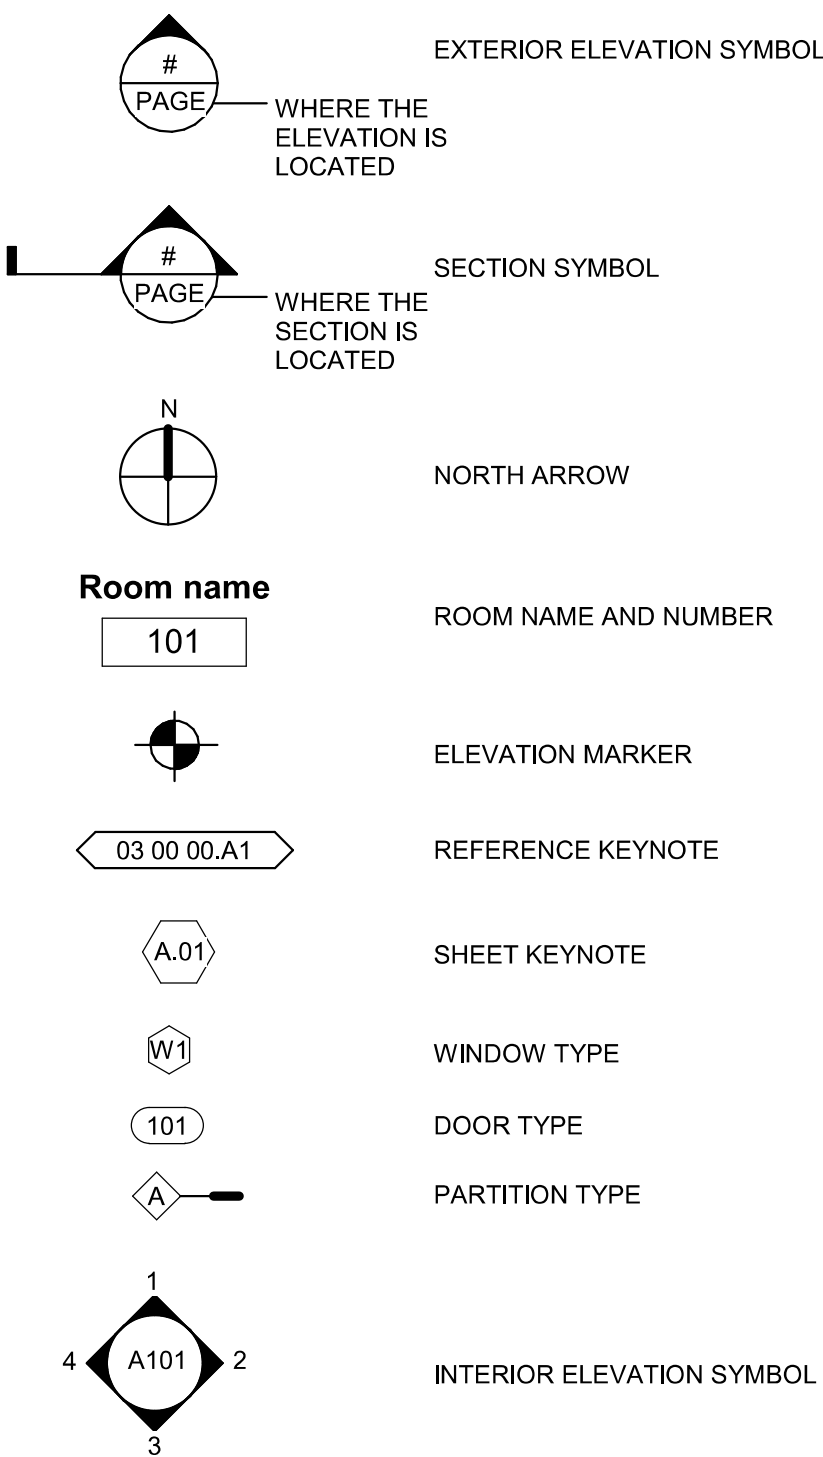 EXTERIOR ELEVATION SYMBOL
#
PAGE
WHERE THE
ELEVATION IS
LOCATED
SECTION SYMBOL
#
PAGE
WHERE THE
SECTION IS
LOCATED
N
NORTH ARROW
Room name
101
ROOM NAME AND NUMBER
ELEVATION MARKER
03 00 00.A1
REFERENCE KEYNOTE
A.01
SHEET KEYNOTE
W1
WINDOW TYPE
101
DOOR TYPE
A
PARTITION TYPE
1
4
A101
2
3
INTERIOR ELEVATION SYMBOL